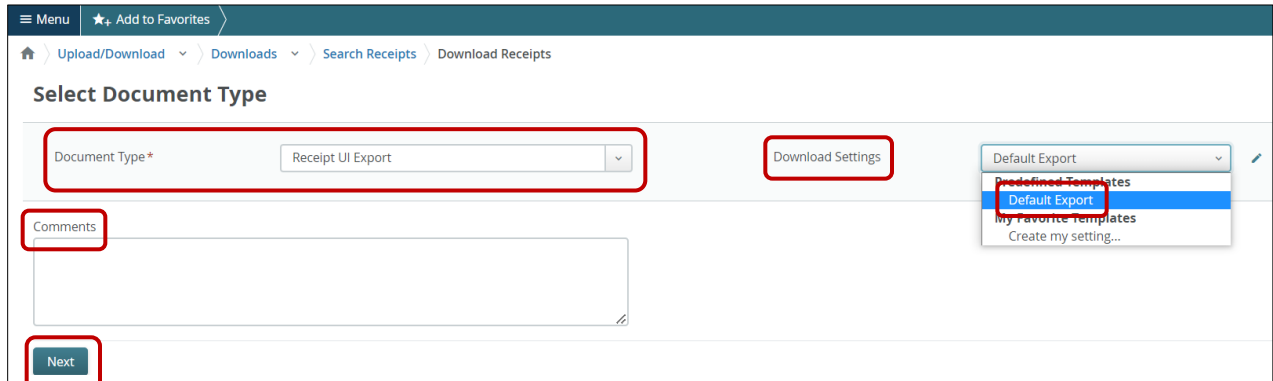 Menu Add to Favorites
Upload/Download Downloads Search Receipts Download Receipts
Select Document Type
Document Type* Receipt UI Export Download Settings Default Export
Predefined Templates
Default Export
My Favorite Templates
Create my setting...
Comments
Next